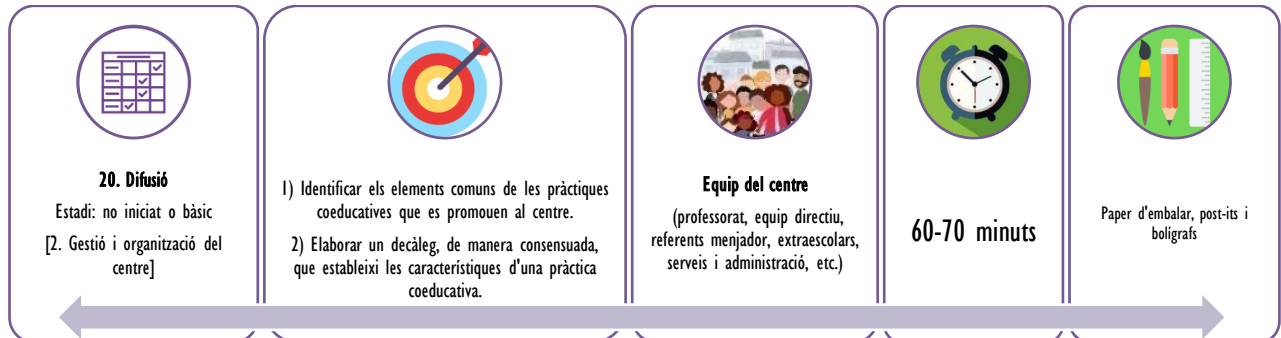 20. Difusió
Estadi: no iniciat o bàsic
[2. Gestió i organització del
centre]
1) Identificar els elements comuns de les pràctiques
coeducatives que es promouen al centre.
2) Elaborar un decàleg, de manera consensuada,
que estableixi les característiques d'una pràctica
coeducativa.
Equip del centre
(professorat, equip directiu,
referents menjador, extraescolars,
serveis i administració, etc.)
60-70 minuts
Paper d'embalar, post-its i
bolígrafs